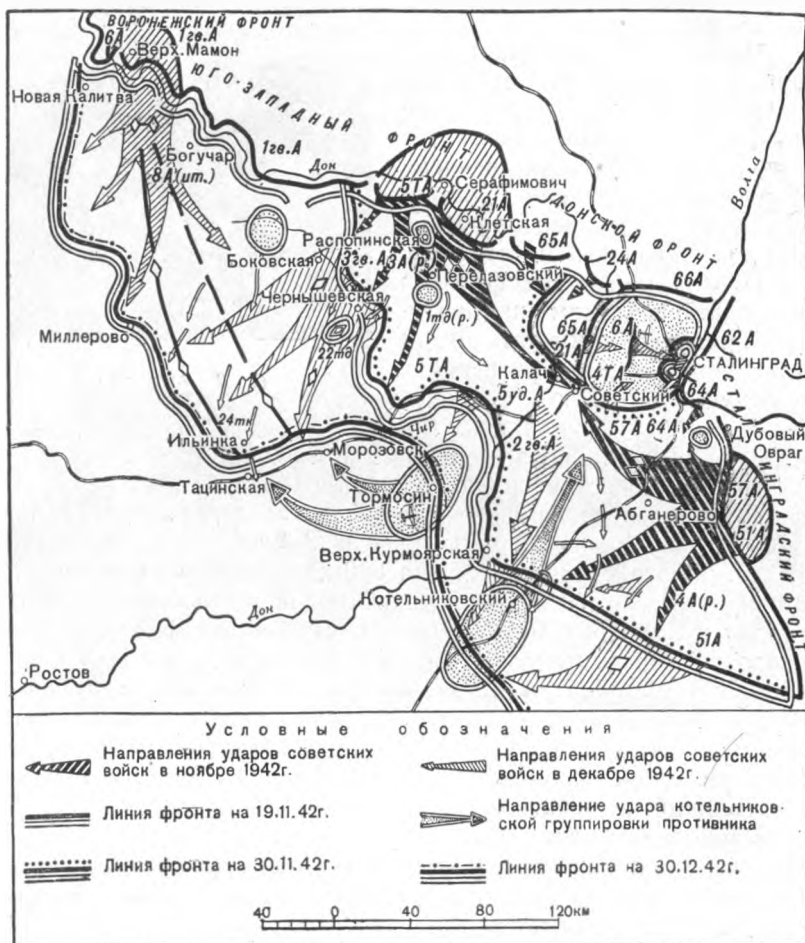 ВОРОНЕЖСКИЙ ФРОНТ
6А
1гв.А
Верх. Мамон
ЮГО-ЗАПАДНЫЙ
ФРОНТ
Новая Калитва
Богучар
8А(ит.)
1гв.А
Дон
5ТА
Серафимович
21А
Клетская
ДОНСКОЙ ФРОНТ
Волга
65А
24А
66А
Распопинская
Боковская
3гв.А
3А(р.)
Перелазовский
Чернышевская
1тд(р.)
22тд
65А
6А
62А
СТАЛИНГРАД
21А
4ТА
64А
Миллерово
5ТА
Калач
5уд.А
Советский
СТАЛИНГРАДСКИЙ ФРОНТ
57А
64А
Дубовый
Овраг
24тк
Чир
2гв.А
Ильинка
Морозовск
Тацинская
Тормосин
Абганерово
57А
51А
Верх. Курмоярская
Котельниковский
4А(р.)
51А
Дон
Ростов
Условные обозначения
Направления ударов советских
войск в ноябре 1942г.
Линия фронта на 19.11.42г.
Линия фронта на 30.11.42г.
Направления ударов советских
войск в декабре 1942г.
Направление удара котельников-
ской группировки противника
Линия фронта на 30.12.42г.
40 0 40 80 120км